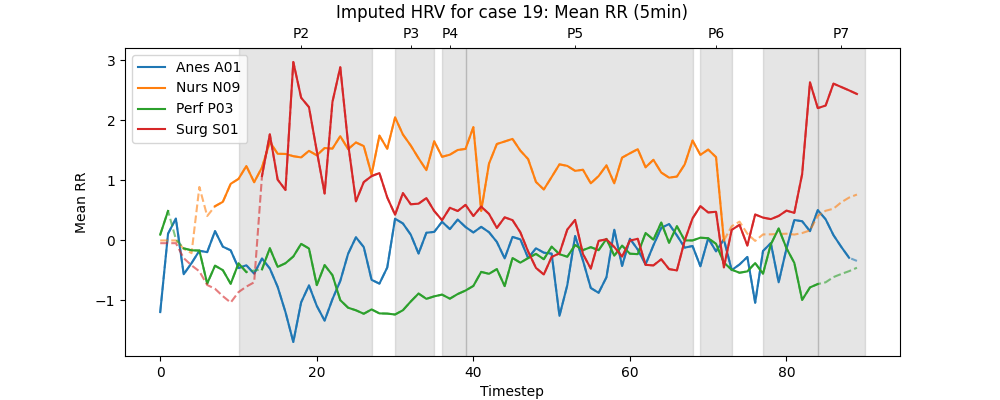 Imputed HRV for case 19: Mean RR (5min)
P2 P3 P4 P5 P6 P7
Anes A01
Nurs N09
Perf P03
Surg S01
3
2
1
0
−1
Mean RR
0 20 40 60 80
Timestep